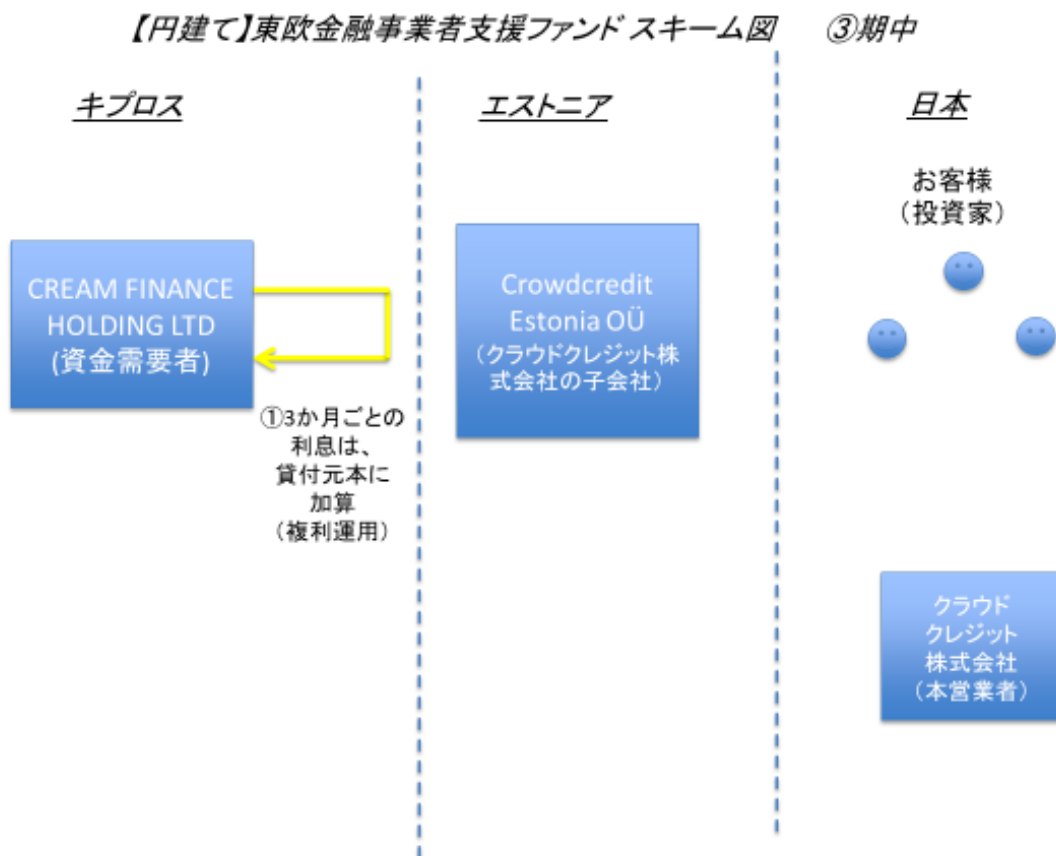 【円建て】東欧金融事業者支援ファンド スキーム図 ③期中
キプロス
エストニア
日本
お客様
（投資家）
CREAM FINANCE
HOLDING LTD
(資金需要者)
Crowdcredit
Estonia OÜ
（クラウドクレジット株
式会社の子会社）
①3か月ごとの
利息は、
貸付元本に
加算
（複利運用）
クラウド
クレジット
株式会社
（本営業者）